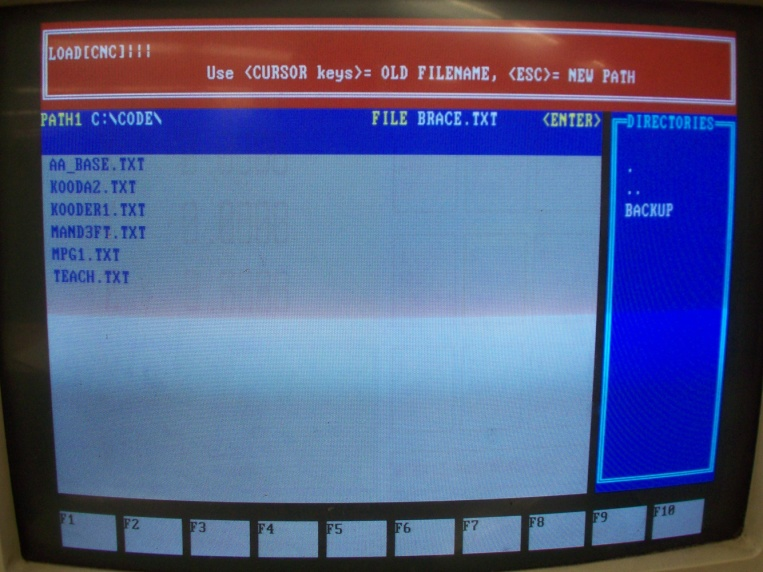 LOAD[CNC]¦¦¦
Use <CURSOR keys>= OLD FILENAME, <ESC>= NEW PATH
PATH1 C:\CODE\ FILE BRACE.TXT <ENTER>
DIRECTORIES
AA_BASE.TXT
KOODA2.TXT
KOODER1.TXT
MAND3FT.TXT
MPG1.TXT
TEACH.TXT
.
..
BACKUP
F1 F2 F3 F4 F5 F6 F7 F8 F9 F10